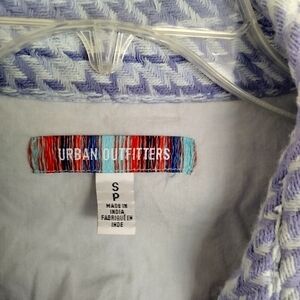 URBAN OUTFITTERS
S
P
MADE IN
INDIA
FABRIQUÉ EN
INDE